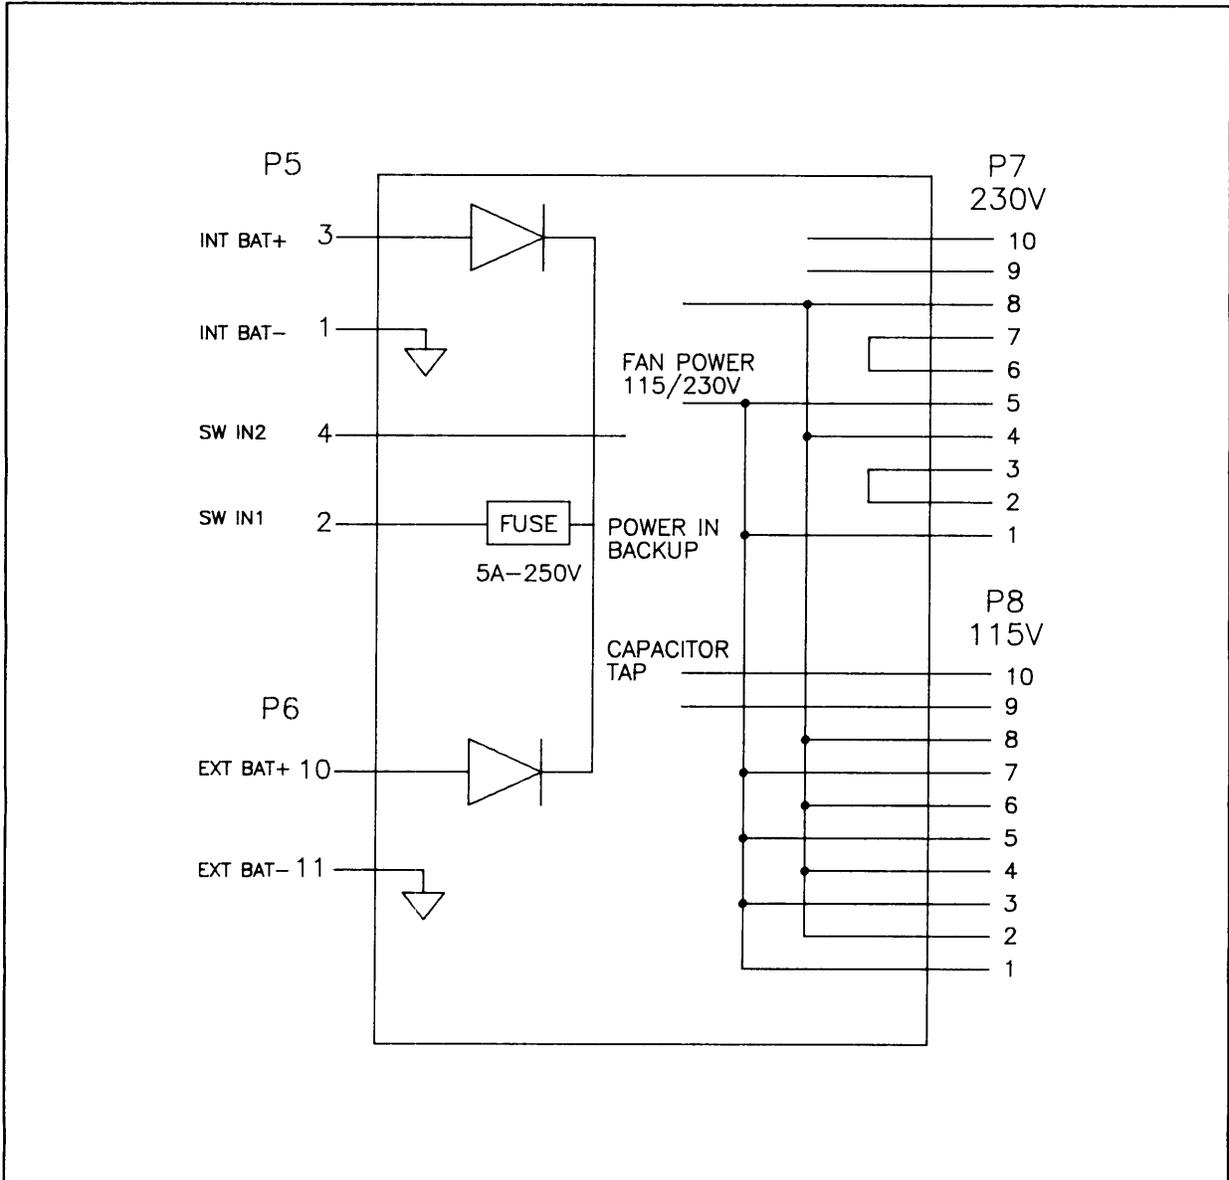 P5
INT BAT+ 3
INT BAT- 1
SW IN2 4
SW IN1 2
FUSE
5A-250V
P6
EXT BAT+ 10
EXT BAT- 11
FAN POWER
115/230V
POWER IN
BACKUP
CAPACITOR
TAP
P7
230V
10
9
8
7
6
5
4
3
2
1
P8
115V
10
9
8
7
6
5
4
3
2
1